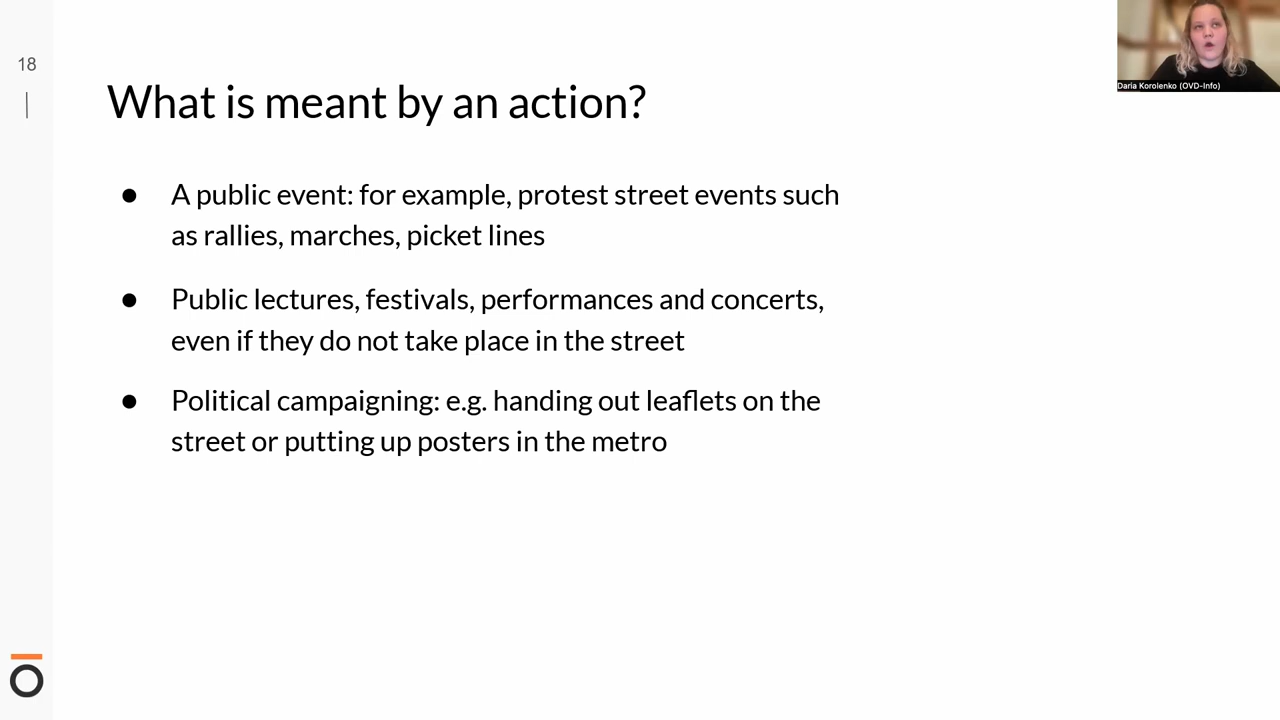 18
Daria Korolenko (OVD-Info)
What is meant by an action?
● A public event: for example, protest street events such
as rallies, marches, picket lines
● Public lectures, festivals, performances and concerts,
even if they do not take place in the street
● Political campaigning: e.g. handing out leaflets on the
street or putting up posters in the metro